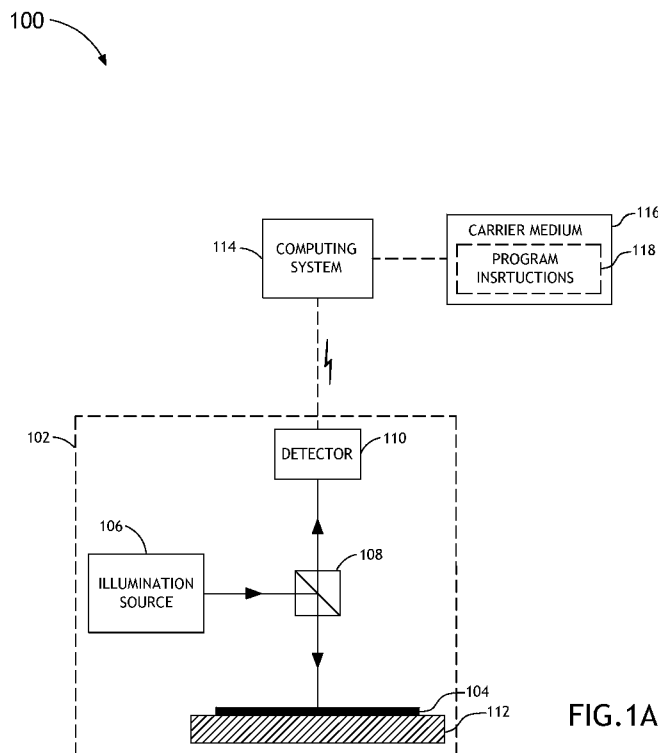 100
116
CARRIER MEDIUM
114
COMPUTING
SYSTEM
PROGRAM
INSRTUCTIONS
118
102
DETECTOR
110
106
ILLUMINATION
SOURCE
108
104
112
FIG.1A